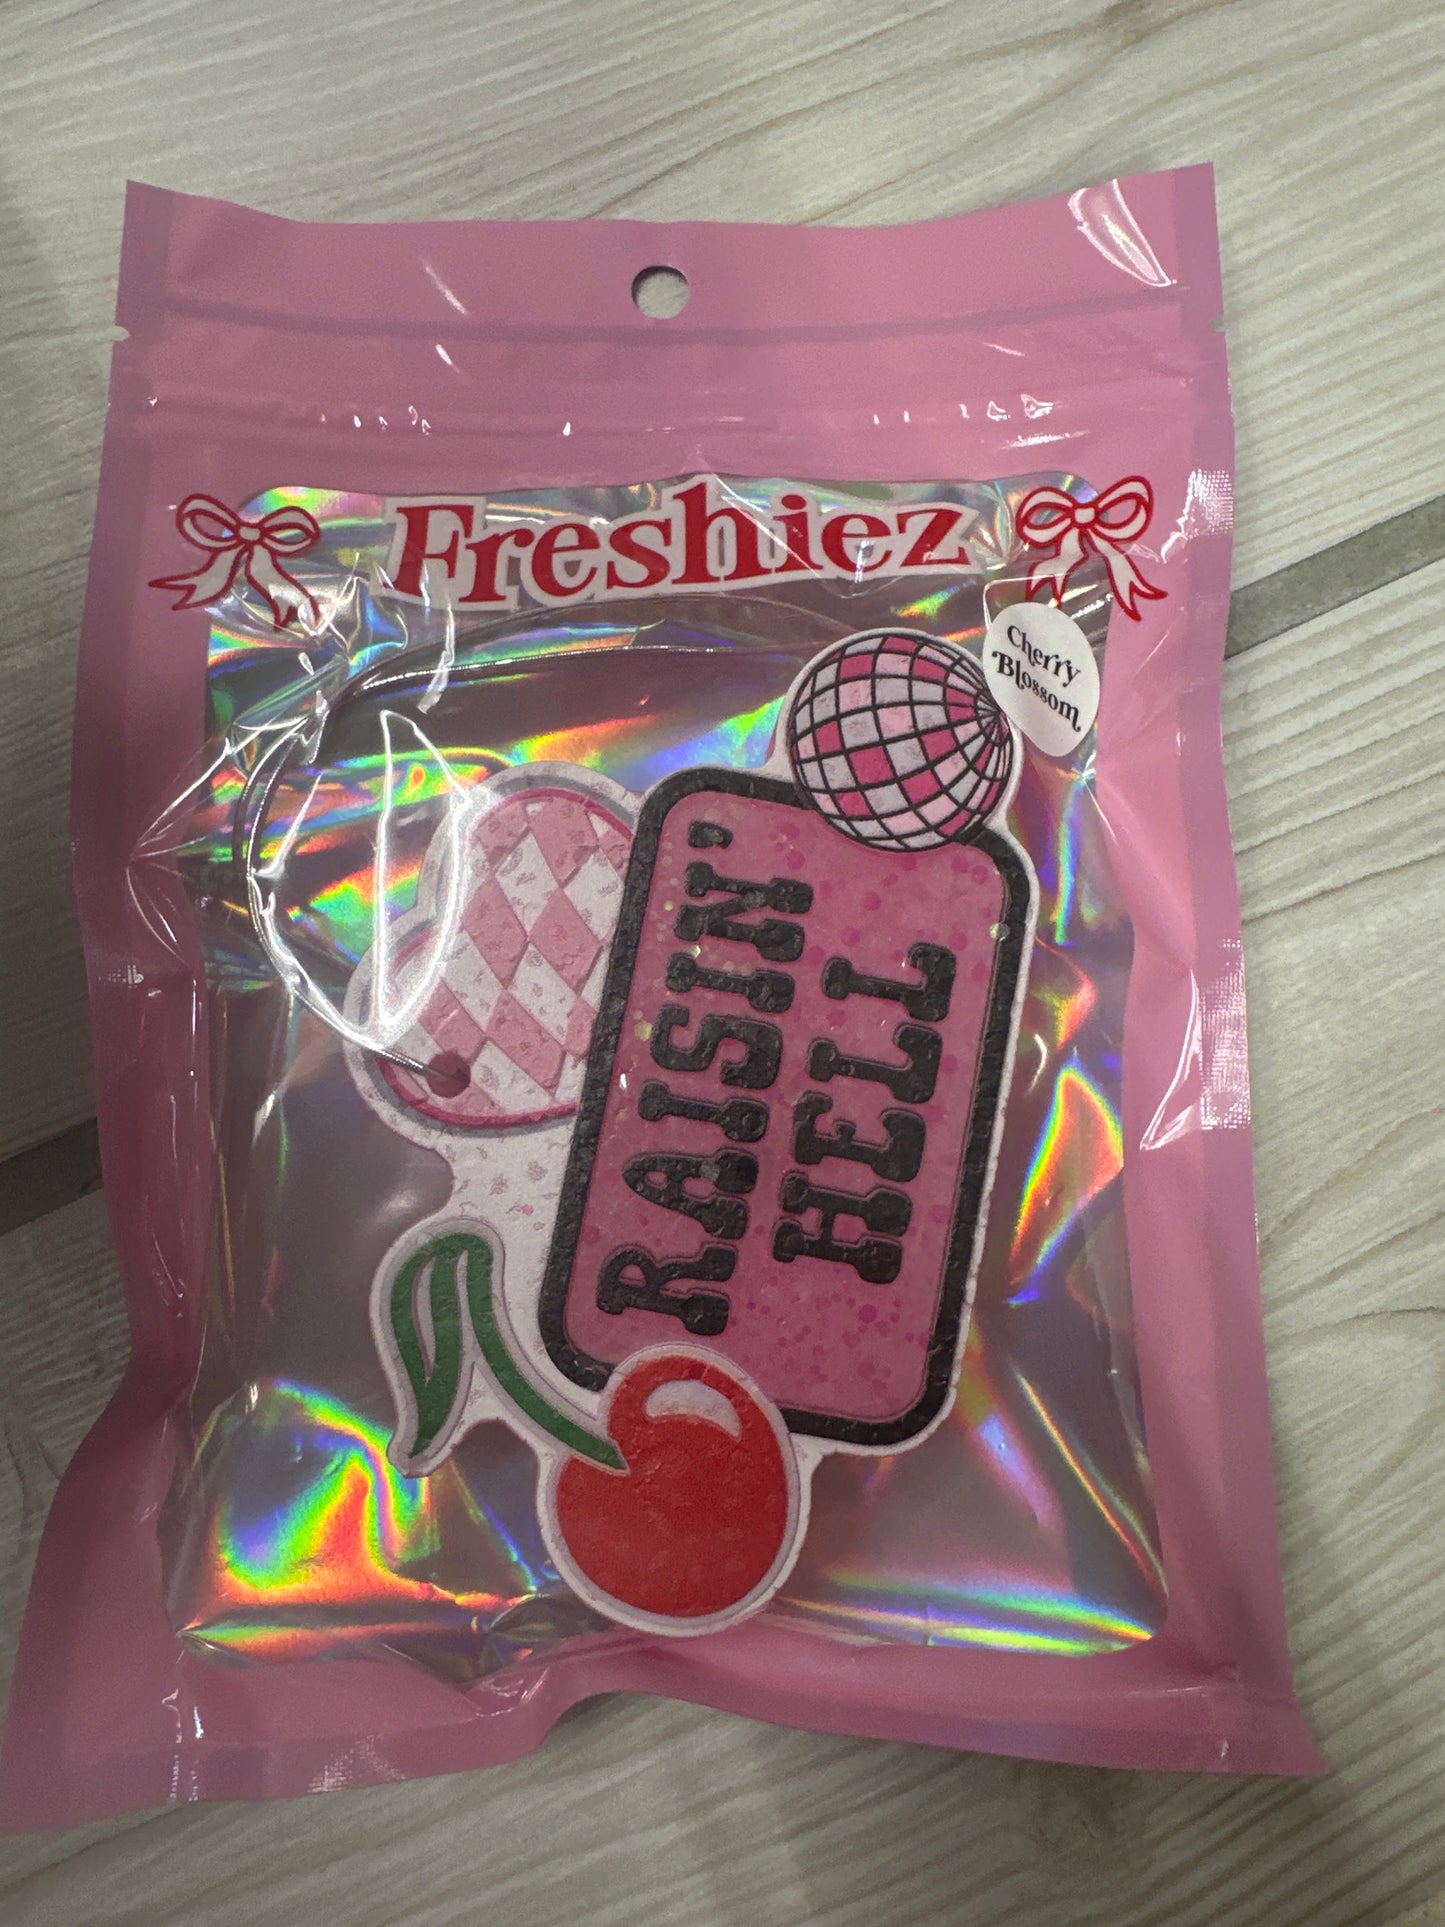 Freshiez
Cherry
Blossom
RAISIN'
HELL